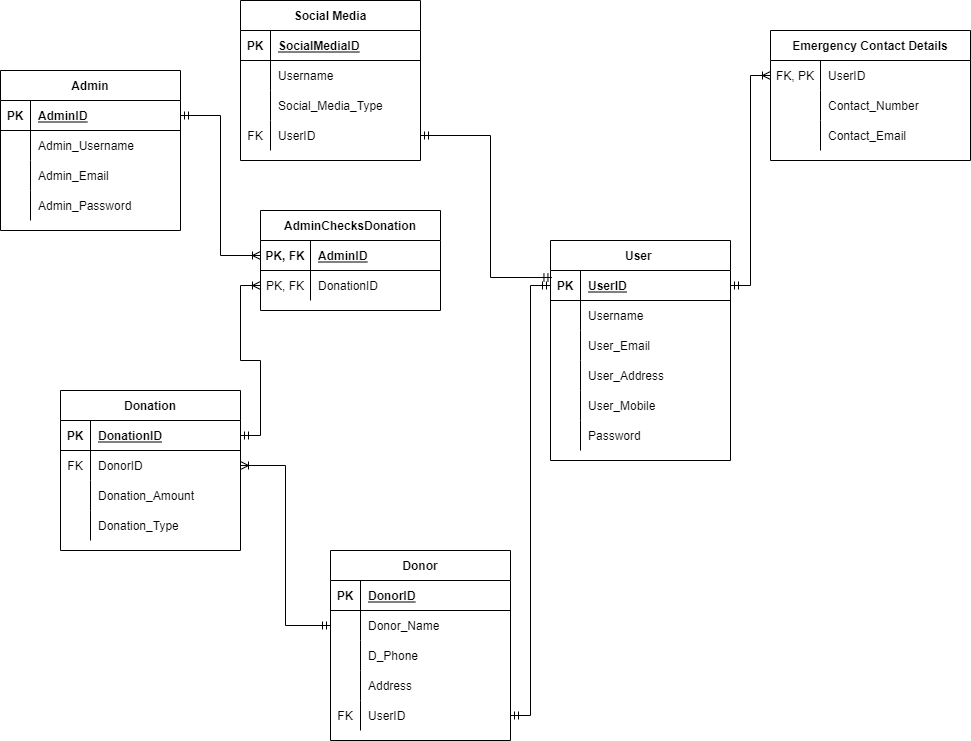 Social Media
PK SocialMediaID
Username
Social_Media_Type
FK UserID
Emergency Contact Details
FK, PK UserID
Contact_Number
Contact_Email
Admin
PK AdminID
Admin_Username
Admin_Email
Admin_Password
AdminChecksDonation
PK, FK AdminID
PK, FK DonationID
User
PK UserID
Username
User_Email
User_Address
User_Mobile
Password
Donation
PK DonationID
FK DonorID
Donation_Amount
Donation_Type
Donor
PK DonorID
Donor_Name
D_Phone
Address
FK UserID